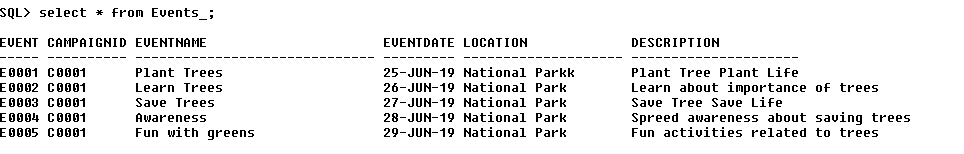 SQL> select * from Events_;
EVENT CAMPAIGNID EVENTNAME                      EVENTDATE LOCATION             DESCRIPTION
----- ---------- ------------------------------ --------- -------------------- ---------------------
E0001 C0001      Plant Trees                    25-JUN-19 National Parkk       Plant Tree Plant Life
E0002 C0001      Learn Trees                    26-JUN-19 National Park        Learn about importance of trees
E0003 C0001      Save Trees                     27-JUN-19 National Park        Save Tree Save Life
E0004 C0001      Awareness                      28-JUN-19 National Park        Spreed awareness about saving trees
E0005 C0001      Fun with greens                29-JUN-19 National Park        Fun activities related to trees